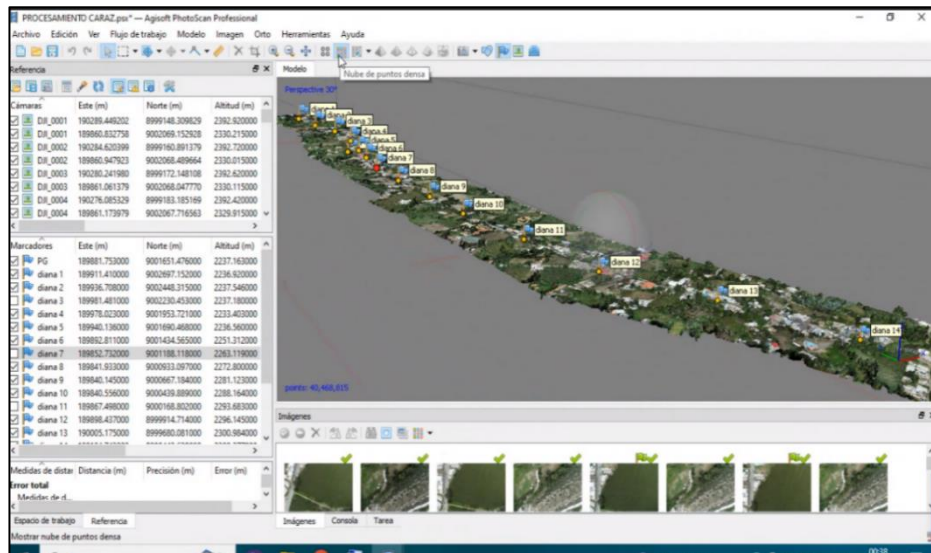 PROCESAMIENTO CARAZ.psx* — Agisoft PhotoScan Professional
Archivo Edición Ver Flujo de trabajo Modelo Imagen Orto Herramientas Ayuda
Referencia
Cámaras Este (m) Norte (m) Altitud (m)
DJI_0001 190289.449202 8999148.309829 2392.920000
DJI_0001 189860.832758 9002069.152928 2330.215000
DJI_0002 190284.620399 8999160.891379 2392.720000
DJI_0002 189860.947923 9002068.489664 2330.015000
DJI_0003 190280.241980 8999172.148108 2392.620000
DJI_0003 189861.061379 9002068.047770 2330.115000
DJI_0004 190276.085329 8999183.185169 2392.420000
DJI_0004 189861.173979 9002067.716563 2329.915000
Marcadores Este (m) Norte (m) Altitud (m)
PG 189881.753000 9001651.476000 2237.163000
diana 1 189911.410000 9002697.152000 2236.920000
diana 2 189936.708000 9002448.315000 2237.546000
diana 3 189981.481000 9002230.453000 2237.180000
diana 4 189978.023000 9001953.721000 2233.403000
diana 5 189940.136000 9001690.468000 2236.560000
diana 6 189892.811000 9001434.565000 2251.312000
diana 7 189852.732000 9001188.118000 2263.119000
diana 8 189841.933000 9000933.097000 2272.800000
diana 9 189840.145000 9000667.184000 2281.123000
diana 10 189840.556000 9000439.889000 2288.164000
diana 11 189867.498000 9000168.802000 2293.683000
diana 12 189898.437000 8999914.714000 2296.145000
diana 13 190005.175000 8999680.081000 2300.984000
Medidas de distar Distancia (m) Precisión (m) Error (m)
Error total
Medidas de d...
Espacio de trabajo Referencia
Mostrar nube de puntos densa
Modelo
Nube de puntos densa
Perspective 30°
diana 3
diana 4
diana 5
diana 6
diana 7
diana 8
diana 9
diana 10
diana 11
diana 12
diana 13
diana 14
points: 40,468,815
Imágenes
Imágenes Consola Tarea
00:38